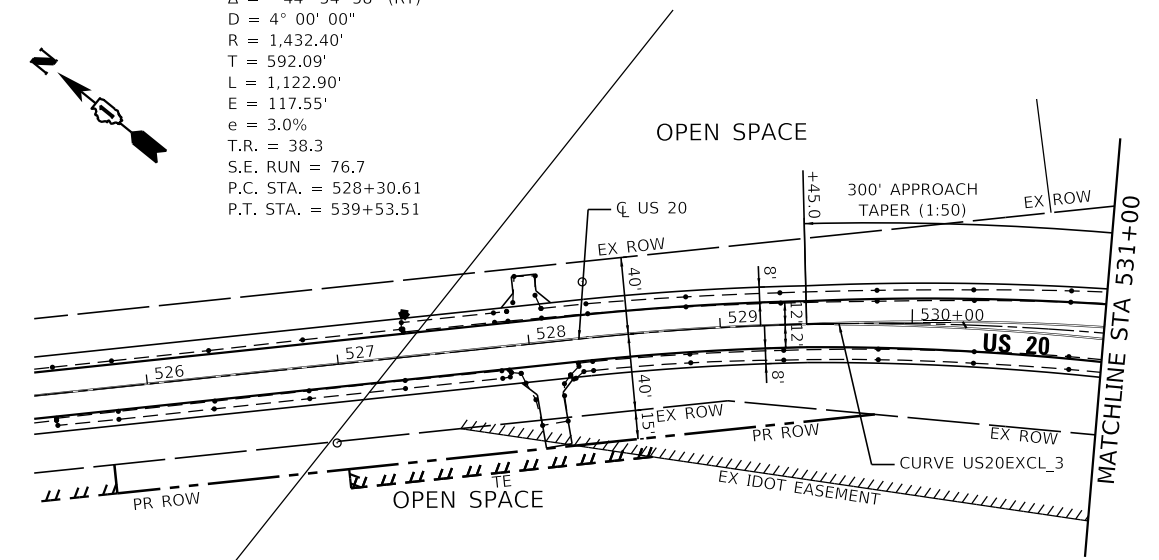 D = 4° 00' 00"
R = 1,432.40'
T = 592.09'
L = 1,122.90'
E = 117.55'
e = 3.0%
T.R. = 38.3
S.E. RUN = 76.7
P.C. STA. = 528+30.61
P.T. STA. = 539+53.51
N
OPEN SPACE
℄ US 20
+45.0
300' APPROACH
TAPER (1:50)
EX ROW
EX ROW
40'
8'
12'
12'
8'
526
527
528
529
530+00
US 20
MATCHLINE STA 531+00
40'
15'
EX ROW
PR ROW
EX ROW
CURVE US20EXCL_3
EX IDOT EASEMENT
TE
PR ROW
OPEN SPACE